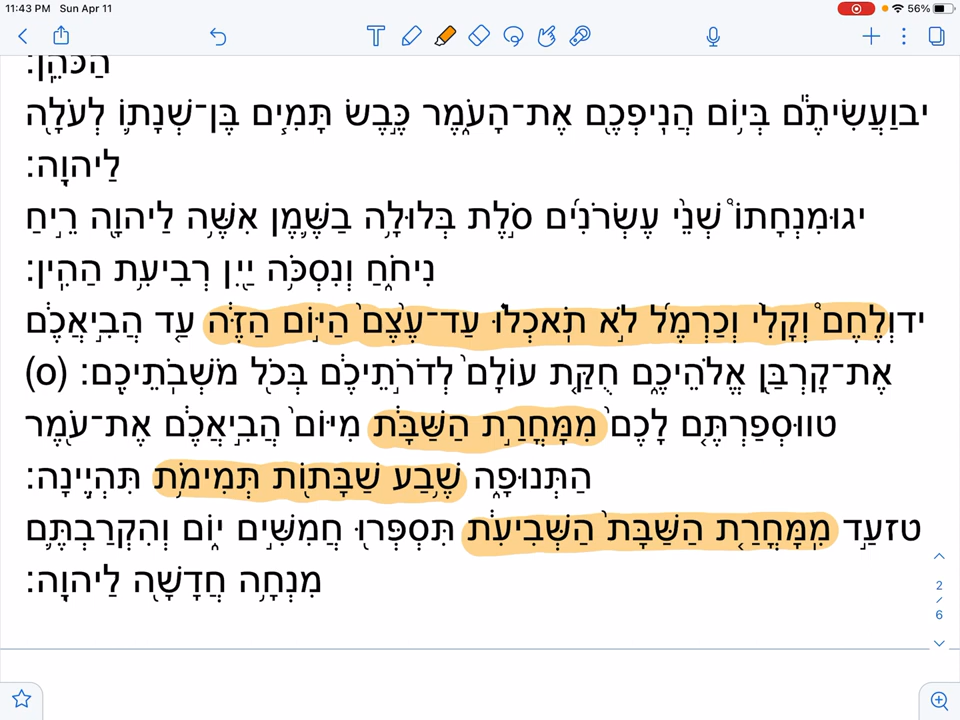 11:43 PM Sun Apr 11
56%
הַכֹּהֵֽן׃
יבוַעֲשִׂיתֶ֕ם בְּי֥וֹם הֲנִֽיפְכֶ֖ם אֶת־הָעֹ֑מֶר כֶּ֣בֶשׂ תָּמִ֧ים בֶּן־שְׁנָת֛וֹ לְעֹלָ֖ה
לַיהוָֽה׃
יגוּמִנְחָתוֹ֩ שְׁנֵ֨י עֶשְׂרֹנִ֜ים סֹ֣לֶת בְּלוּלָ֥ה בַשֶּׁ֛מֶן אִשֶּׁ֥ה לַיהוָ֖ה רֵ֣יחַ
נִיחֹ֑חַ וְנִסְכֹּ֥ה יַ֖יִן רְבִיעִ֥ת הַהִֽין׃
ידוְלֶחֶם֩ וְקָלִ֨י וְכַרְמֶ֜ל לֹ֣א תֹֽאכְל֗וּ עַד־עֶ֙צֶם֙ הַיּ֣וֹם הַזֶּ֔ה עַ֚ד הֲבִ֣יאֲכֶ֔ם
אֶת־קָרְבַּ֖ן אֱלֹהֵיכֶ֑ם חֻקַּ֤ת עוֹלָם֙ לְדֹרֹ֣תֵיכֶ֔ם בְּכֹ֖ל מֹשְׁבֹֽתֵיכֶֽם׃ (ס)
טווּסְפַרְתֶּ֤ם לָכֶם֙ מִמָּחֳרַ֣ת הַשַּׁבָּ֔ת מִיּוֹם֙ הֲבִ֣יאֲכֶ֔ם אֶת־עֹ֖מֶר
הַתְּנוּפָ֑ה שֶׁ֥בַע שַׁבָּת֖וֹת תְּמִימֹ֥ת תִּהְיֶֽינָה׃
טזעַ֣ד מִֽמָּחֳרַ֤ת הַשַּׁבָּת֙ הַשְּׁבִיעִ֔ת תִּסְפְּר֖וּ חֲמִשִּׁ֣ים י֑וֹם וְהִקְרַבְתֶּ֛ם
מִנְחָ֥ה חֲדָשָׁ֖ה לַיהוָֽה׃
2
/
6